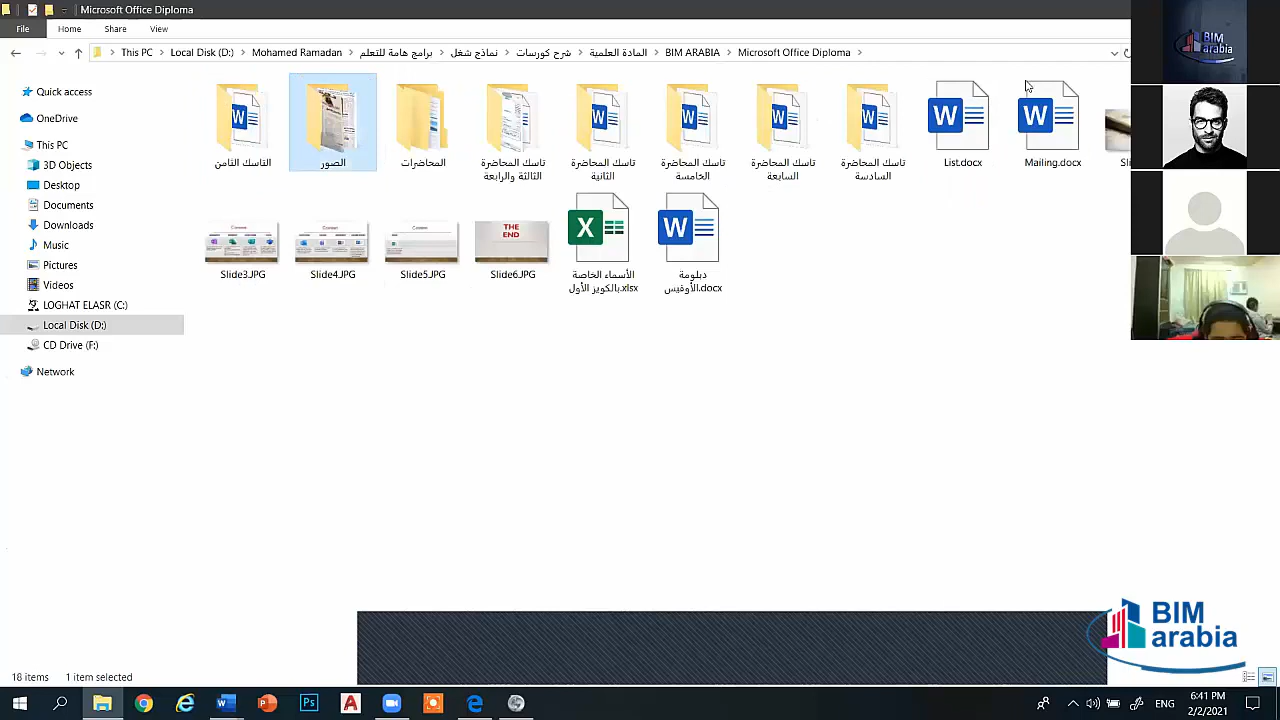 Microsoft Office Diploma
File Home Share View
This PC Local Disk (D:) Mohamed Ramadan برامج هامة للتعلم نماذج شغل شرح كورسات المادة العلمية BIM ARABIA Microsoft Office Diploma
Quick access
OneDrive
This PC
3D Objects
Desktop
Documents
Downloads
Music
Pictures
Videos
LOGHAT ELASR (C:)
Local Disk (D:)
CD Drive (F:)
Network
التاسك الثامن
الصور
المحاضرات
تاسك المحاضرة
الثالثة والرابعة
تاسك المحاضرة
الثانية
تاسك المحاضرة
الخامسة
تاسك المحاضرة
السابعة
تاسك المحاضرة
السادسة
List.docx
Mailing.docx
Sli
Slide3.JPG
Slide4.JPG
Slide5.JPG
THE
END
Slide6.JPG
الأسماء الخاصة
بالكويز الأول.xlsx
دبلومة
الأوفيس.docx
BIM
arabia
BIM
arabia
18 items 1 item selected
ENG
6:41 PM
2/2/2021